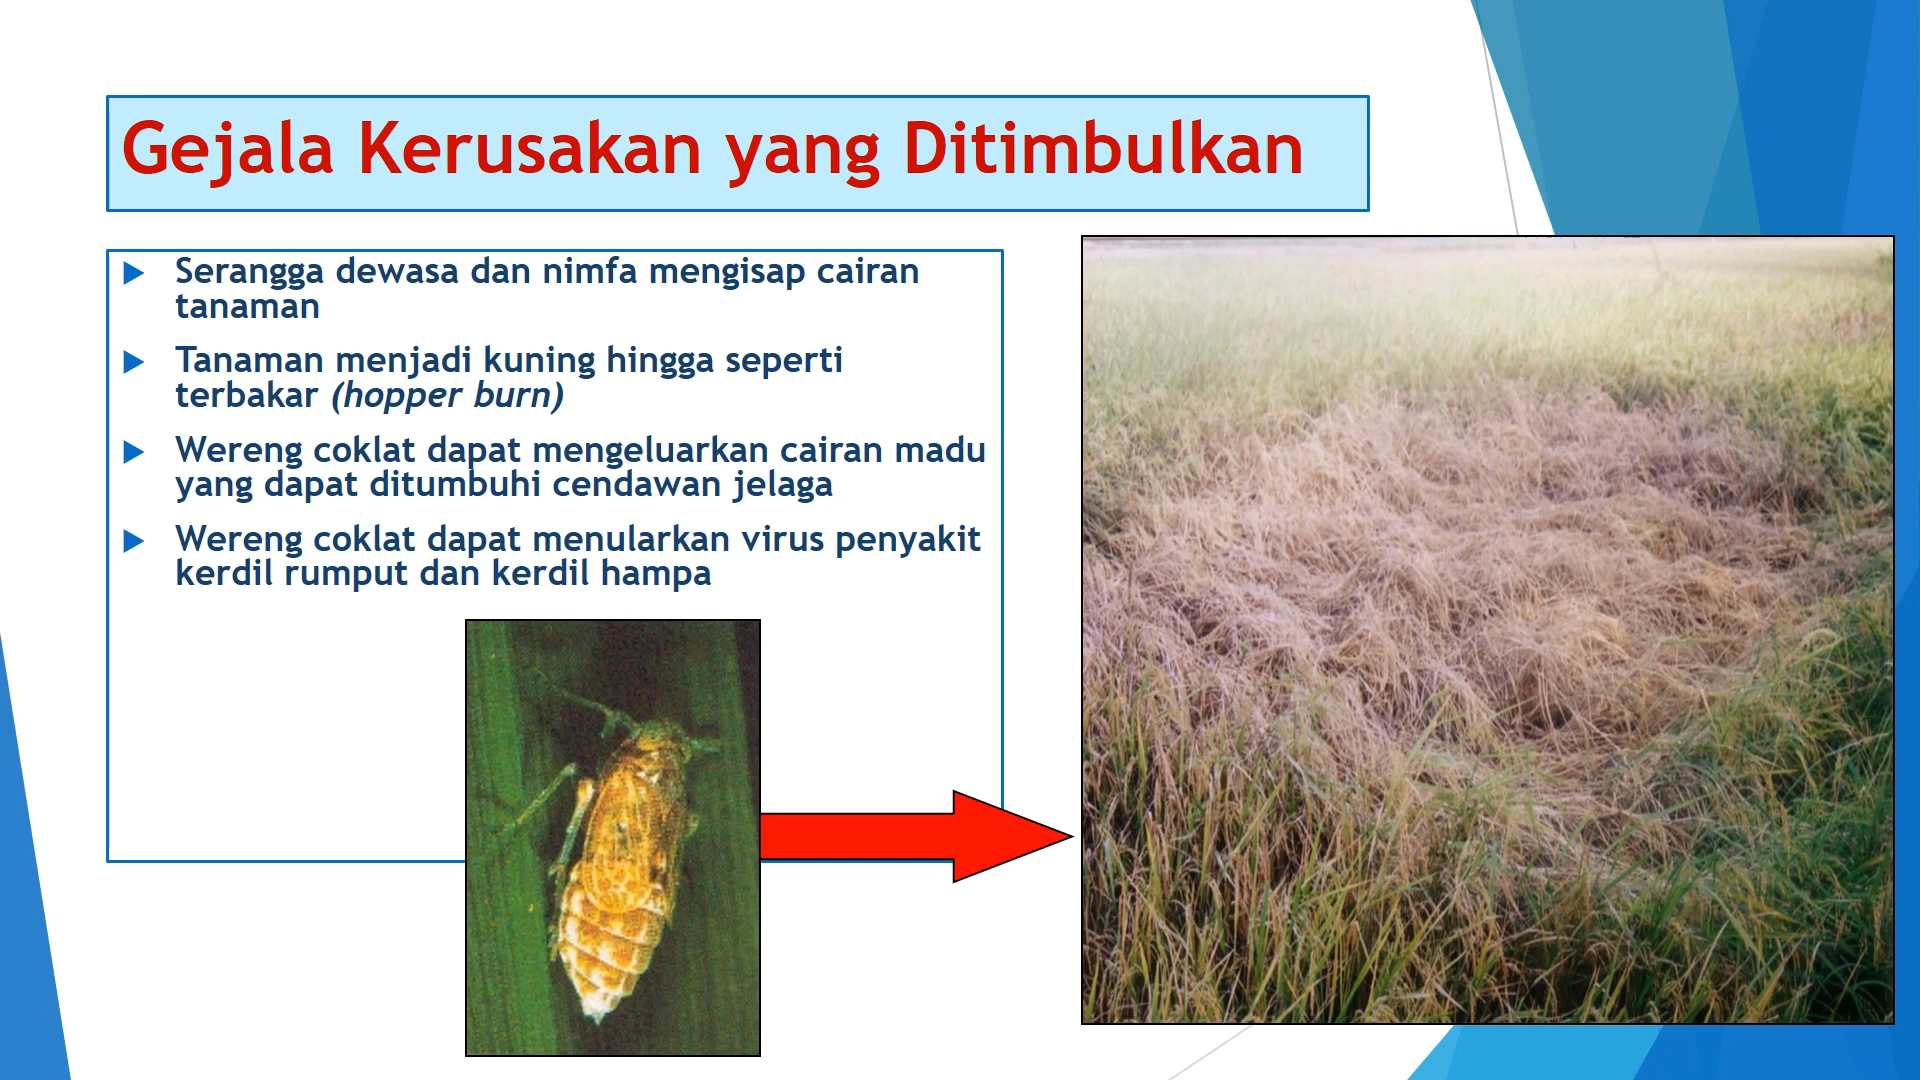 Gejala Kerusakan yang Ditimbulkan
Serangga dewasa dan nimfa mengisap cairan
tanaman
Tanaman menjadi kuning hingga seperti
terbakar (hopper burn)
Wereng coklat dapat mengeluarkan cairan madu
yang dapat ditumbuhi cendawan jelaga
Wereng coklat dapat menularkan virus penyakit
kerdil rumput dan kerdil hampa